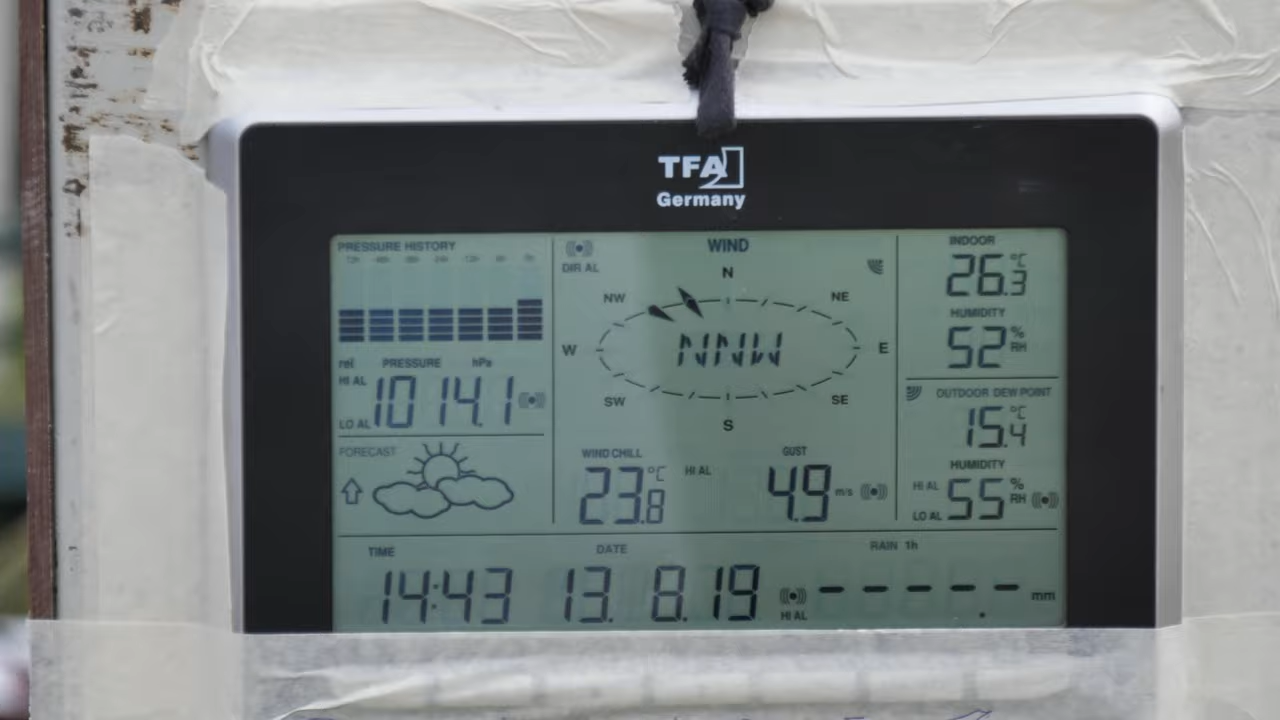 TFA
Germany
PRESSURE HISTORY
rel PRESSURE hPa
HI AL
1014.1
LO AL
FORECAST
WIND
DIR AL
N
NW
NE
W
NNW
E
SW
SE
S
WIND CHILL
23.8 °C
HI AL
GUST
4.9 m/s
INDOOR
26.3 °C
HUMIDITY
52 % RH
OUTDOOR DEW POINT
15.4 °C
HUMIDITY
HI AL
55 % RH
LO AL
TIME
DATE
RAIN 1h
14:43
13. 8.19
HI AL
-----
mm